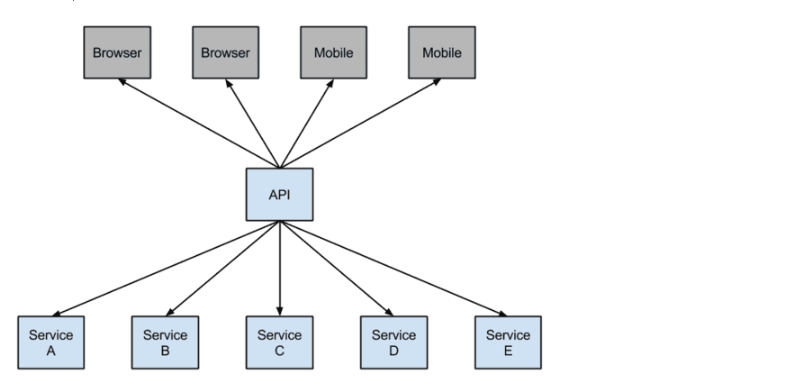 Browser
Browser
Mobile
Mobile
API
Service
A
Service
B
Service
C
Service
D
Service
E